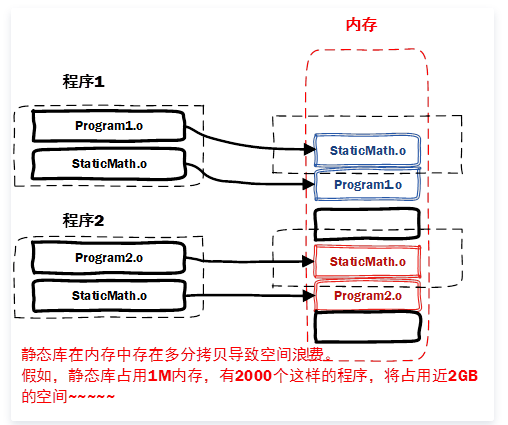 内存
程序1
Program1.o
StaticMath.o
StaticMath.o
Program1.o
程序2
Program2.o
StaticMath.o
StaticMath.o
Program2.o
静态库在内存中存在多分拷贝导致空间浪费。
假如，静态库占用1M内存，有2000个这样的程序，将占用近2GB
的空间~~~~~